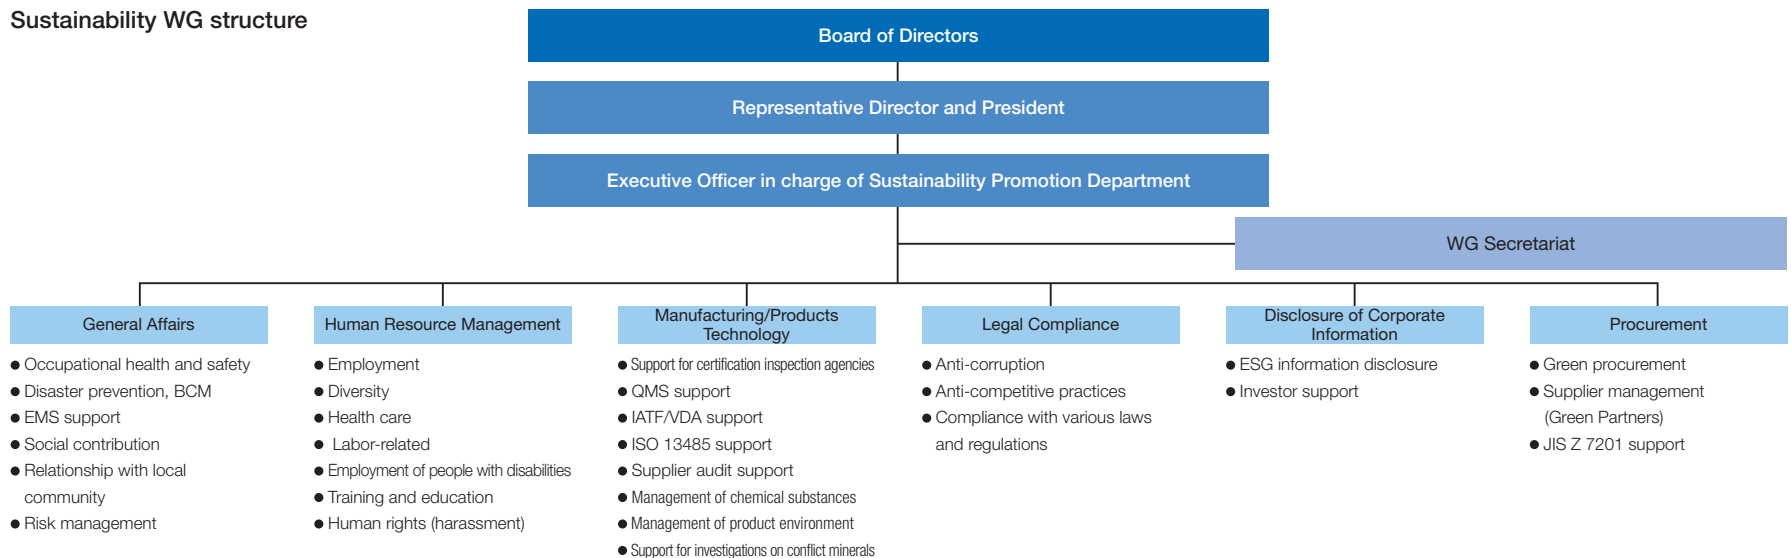 Sustainability WG structure
Board of Directors
Representative Director and President
Executive Officer in charge of Sustainability Promotion Department
WG Secretariat
General Affairs
● Occupational health and safety
● Disaster prevention, BCM
● EMS support
● Social contribution
● Relationship with local
community
● Risk management
Human Resource Management
● Employment
● Diversity
● Health care
● Labor-related
● Employment of people with disabilities
● Training and education
● Human rights (harassment)
Manufacturing/Products
Technology
● Support for certification inspection agencies
● QMS support
● IATF/VDA support
● ISO 13485 support
● Supplier audit support
● Management of chemical substances
● Management of product environment
● Support for investigations on conflict minerals
Legal Compliance
● Anti-corruption
● Anti-competitive practices
● Compliance with various laws
and regulations
Disclosure of Corporate
Information
● ESG information disclosure
● Investor support
Procurement
● Green procurement
● Supplier management
(Green Partners)
● JIS Z 7201 support